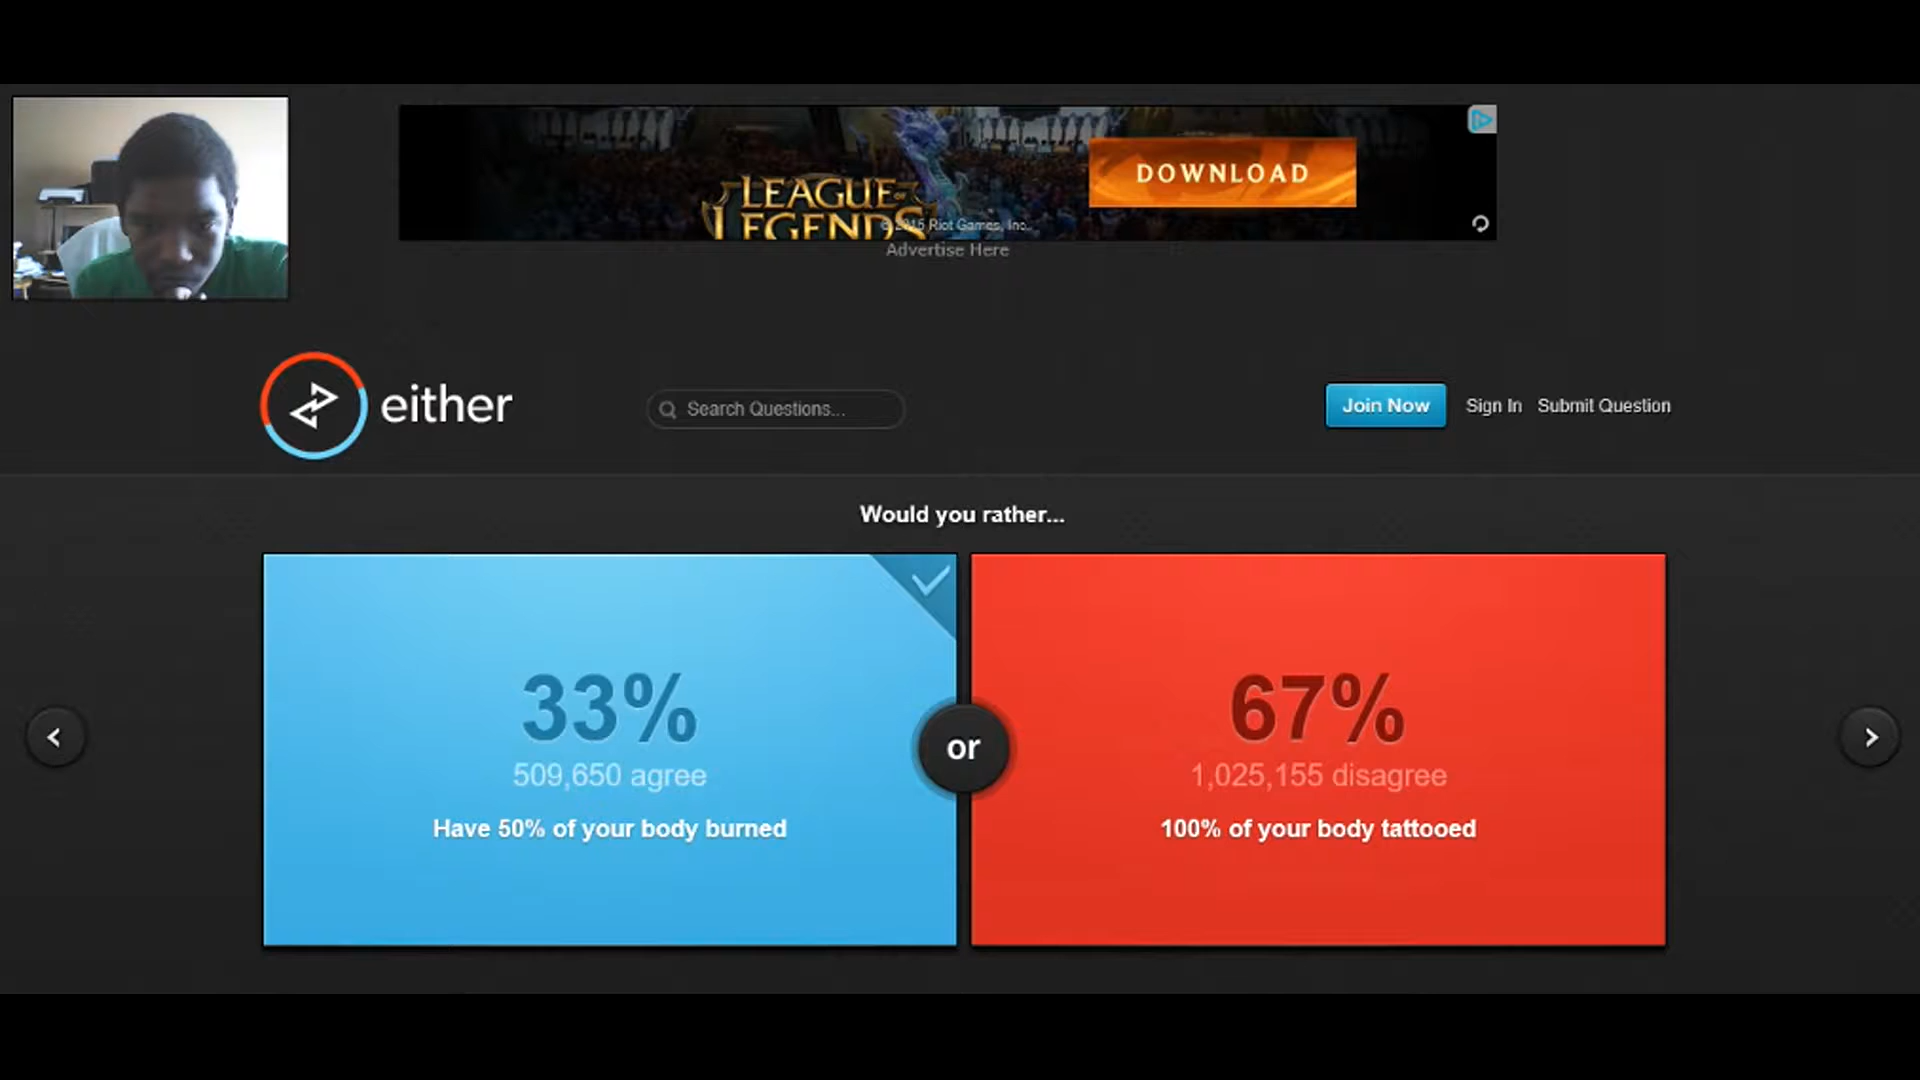 LEAGUE OF
LEGENDS
DOWNLOAD
© 2015 Riot Games, Inc.
Advertise Here
either
Search Questions...
Join Now
Sign In
Submit Question
Would you rather...
33%
509,650 agree
Have 50% of your body burned
or
67%
1,025,155 disagree
100% of your body tattooed